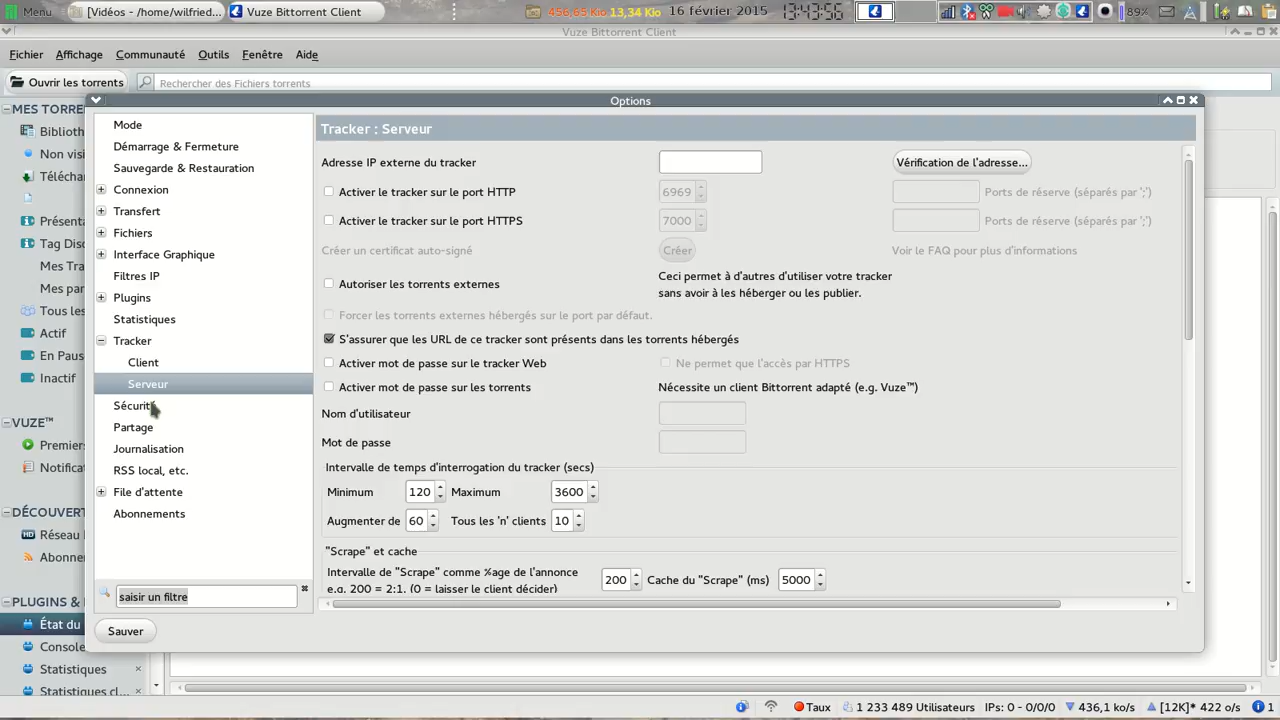 Menu [Vidéos - /home/wilfried... Vuze Bittorrent Client 456,65 Kio 13,34 Kio 16 février 2015 13:43:56 89%
Vuze Bittorrent Client
Fichier Affichage Communauté Outils Fenêtre Aide
Ouvrir les torrents Rechercher des Fichiers torrents
Options
MES TORRE
Biblioth
Non visi
Téléchar
Présenta
Tag Disc
Mes Tra
Mes par
Tous les
Actif
En Paus
Inactif
VUZE™
Premiers
Notificat
DÉCOUVERT
HD Réseau
Abonnem
PLUGINS &
État du
Console
Statistiques ×
Statistiques cl... ×
Mode
Démarrage & Fermeture
Sauvegarde & Restauration
Connexion
Transfert
Fichiers
Interface Graphique
Filtres IP
Plugins
Statistiques
Tracker
Client
Serveur
Sécurit
Partage
Journalisation
RSS local, etc.
File d'attente
Abonnements
saisir un filtre
Sauver
Tracker : Serveur
Adresse IP externe du tracker Vérification de l'adresse...
Activer le tracker sur le port HTTP 6969 Ports de réserve (séparés par ';')
Activer le tracker sur le port HTTPS 7000 Ports de réserve (séparés par ';')
Créer un certificat auto-signé Créer Voir le FAQ pour plus d'informations
Autoriser les torrents externes Ceci permet à d'autres d'utiliser votre tracker
sans avoir à les héberger ou les publier.
Forcer les torrents externes hébergés sur le port par défaut.
S'assurer que les URL de ce tracker sont présents dans les torrents hébergés
Activer mot de passe sur le tracker Web Ne permet que l'accès par HTTPS
Activer mot de passe sur les torrents Nécessite un client Bittorrent adapté (e.g. Vuze™)
Nom d'utilisateur
Mot de passe
Intervalle de temps d'interrogation du tracker (secs)
Minimum 120 Maximum 3600
Augmenter de 60 Tous les 'n' clients 10
"Scrape" et cache
Intervalle de "Scrape" comme %age de l'annonce
e.g. 200 = 2:1. (0 = laisser le client décider) 200 Cache du "Scrape" (ms) 5000
Taux 1 233 489 Utilisateurs IPs: 0 - 0/0/0 436,1 ko/s [12K]* 422 o/s 1